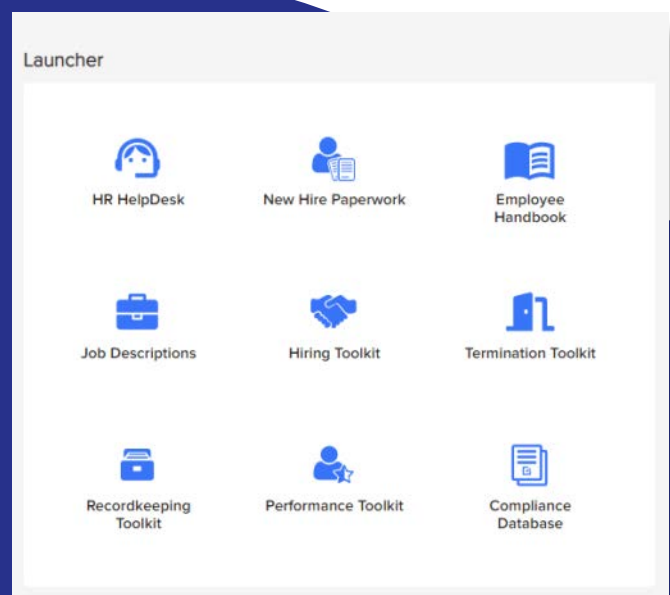 Launcher
HR HelpDesk
New Hire Paperwork
Employee
Handbook
Job Descriptions
Hiring Toolkit
Termination Toolkit
Recordkeeping
Toolkit
Performance Toolkit
Compliance
Database